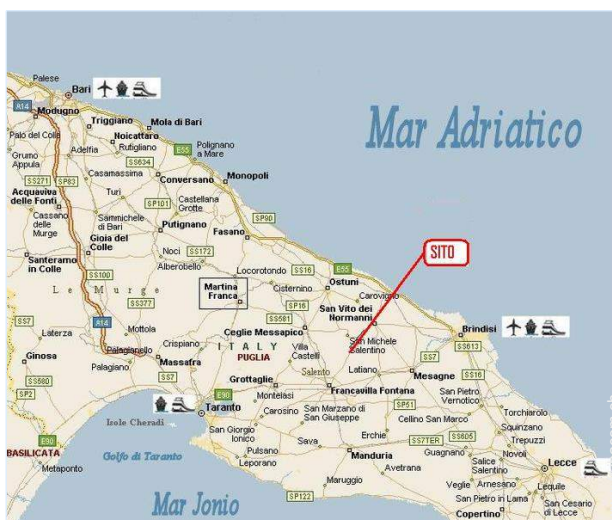 Palese
Bari
A14
Modugno
Triggiano
Mola di Bari
Noicattaro
Palo del Colle
Rutigliano
E55
Polignano
a Mare
Adelfia
Grumo
Appula
SS634
Mar Adriatico
Casamassima
SS271
SP83
Conversano
Monopoli
Turi
Acquaviva
delle Fonti
SP101
Castellana
Grotte
Cassano
delle
Murge
Sammichele
di Bari
SP90
Putignano
Fasano
Gioia del
Colle
SITO
Noci
SS172
Santeramo
in Colle
Alberobello
Locorotondo
SS16
E55
SS100
Ostuni
Le Murge
Martina
Franca
Cisternino
Carovigno
SS377
SP16
San Vito dei
Normanni
SS7
A14
SS581
Mottola
Ceglie Messapico
Brindisi
Laterza
Crispiano
ITALY
Villa
Castelli
San Michele
Salentino
SS613
Palagianello
PUGLIA
SS7
Ginosa
Massafra
Latiano
Palagiano
SS7
Salento
Mesagne
SS16
SS580
Grottaglie
SP2
E90
Montelasi
Francavilla Fontana
San Pietro
Vernotico
Taranto
Carosino
San Marzano di
San Giuseppe
SP51
Torchiarolo
Isole Cheradi
Cellino San Marco
San Giorgio
Ionico
Erchie
Squinzano
E90
Sava
SS7TER
SS605
Trepuzzi
BASILICATA
Golfo di Taranto
Pulsano
Manduria
Guagnano
Novoli
Leporano
Salice
Salentino
Lecce
Metaponto
Avetrana
Veglie
Arnesano
Lequile
Mar Jonio
Maruggio
San Pietro in Lama
SP122
San Cesario
di Lecce
Copertino